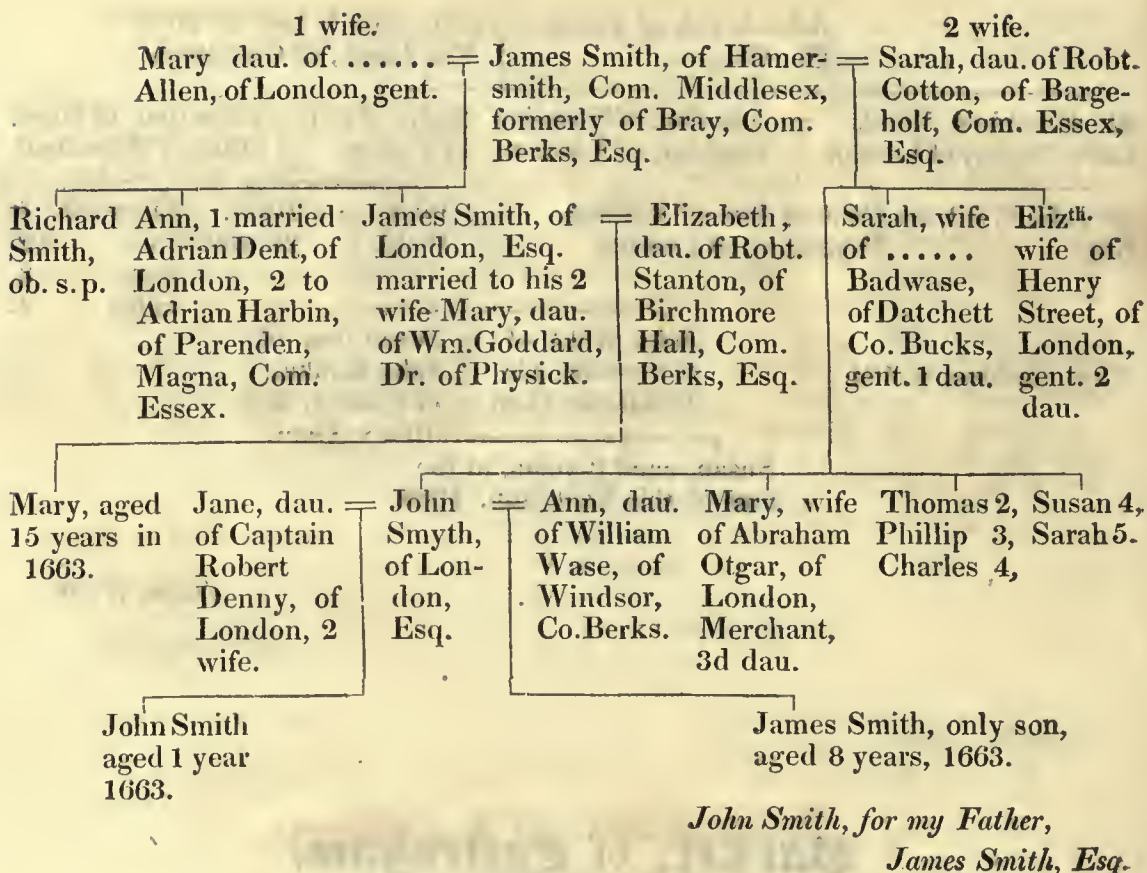 1 wife.
Mary dau. of ...... =
Allen, of London, gent.
James Smith, of Hamer-
smith, Com. Middlesex,
formerly of Bray, Com.
Berks, Esq.
=
2 wife.
Sarah, dau. of Robt.
Cotton, of Barge-
holt, Com. Essex,
Esq.
Richard
Smith,
ob. s. p.
Ann, 1 married
Adrian Dent, of
London, 2 to
Adrian Harbin,
of Parenden,
Magna, Com.
Essex.
James Smith, of
London, Esq.
married to his 2
wife Mary, dau.
of Wm. Goddard,
Dr. of Physick.
=
Elizabeth,
dau. of Robt.
Stanton, of
Birchmore
Hall, Com.
Berks, Esq.
Sarah, wife
of ......
Badwase,
of Datchett
Co. Bucks,
gent. 1 dau.
Elizth.
wife of
Henry
Street, of
London,
gent. 2
dau.
Mary, aged
15 years in
1663.
Jane, dau.
of Captain
Robert
Denny, of
London, 2
wife.
=
John
Smyth,
of Lon-
don,
Esq.
=
Ann, dau.
of William
Wase, of
Windsor,
Co. Berks.
Mary, wife
of Abraham
Otgar, of
London,
Merchant,
3d dau.
Thomas 2,
Phillip 3,
Charles 4,
Susan 4,
Sarah 5.
John Smith
aged 1 year
1663.
James Smith, only son,
aged 8 years, 1663.
John Smith, for my Father,
James Smith, Esq.